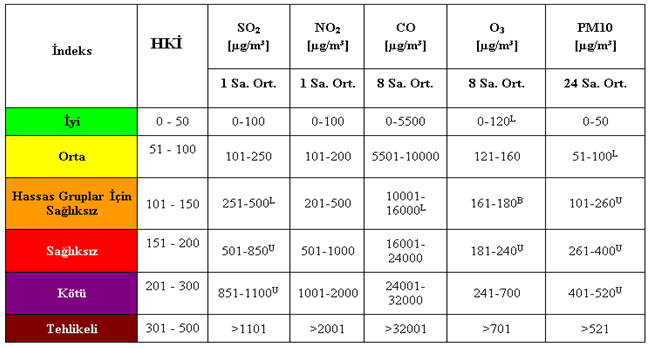 İndeks HKİ SO₂ [µg/m³] NO₂ [µg/m³] CO [µg/m³] O₃ [µg/m³] PM10 [µg/m³]
1 Sa. Ort. 1 Sa. Ort. 8 Sa. Ort. 8 Sa. Ort. 24 Sa. Ort.
İyi 0 - 50 0-100 0-100 0-5500 0-120ᴸ 0-50
Orta 51 - 100 101-250 101-200 5501-10000 121-160 51-100ᴸ
Hassas Gruplar İçin Sağlıksız 101 - 150 251-500ᴸ 201-500 10001-16000ᴸ 161-180ᴮ 101-260ᵁ
Sağlıksız 151 - 200 501-850ᵁ 501-1000 16001-24000 181-240ᵁ 261-400ᵁ
Kötü 201 - 300 851-1100ᵁ 1001-2000 24001-32000 241-700 401-520ᵁ
Tehlikeli 301 - 500 >1101 >2001 >32001 >701 >521